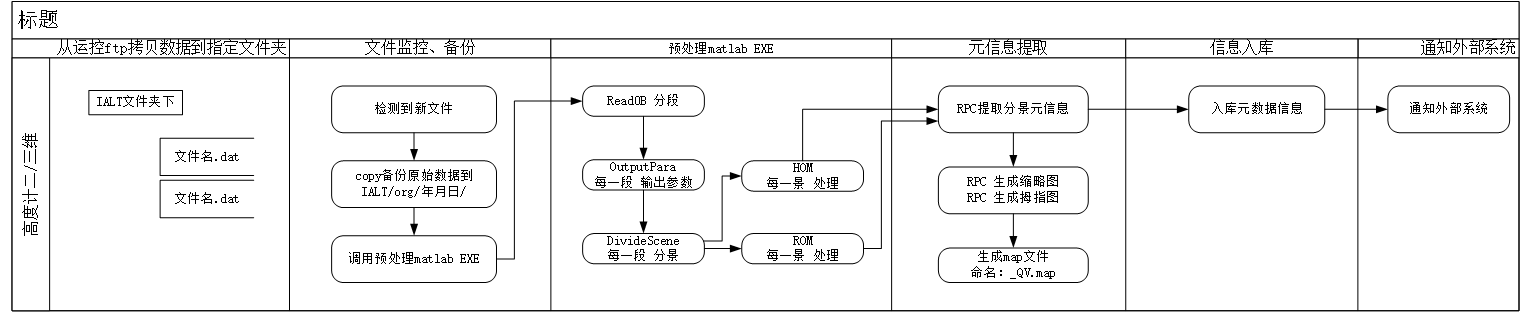 标题
从运控ftp拷贝数据到指定文件夹
文件监控、备份
预处理matlab EXE
元信息提取
信息入库
通知外部系统
高度计二/三维
IALT文件夹下
文件名.dat
文件名.dat
检测到新文件
copy备份原始数据到
IALT/org/年月日/
调用预处理matlab EXE
ReadOB 分段
OutputPara
每一段 输出参数
DivideScene
每一段 分景
HOM
每一景 处理
ROM
每一景 处理
RPC提取分景元信息
RPC 生成缩略图
RPC 生成拇指图
生成map文件
命名：_QV.map
入库元数据信息
通知外部系统